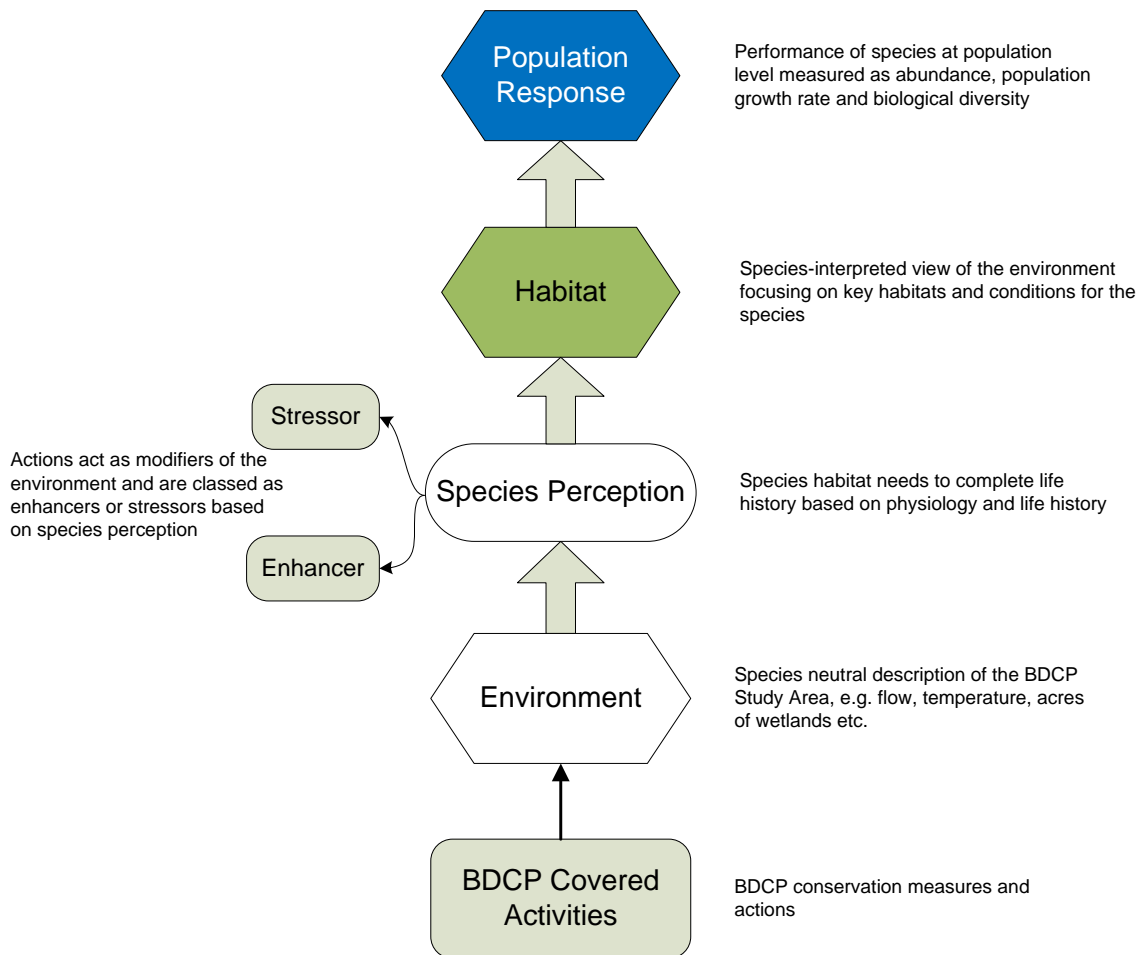 Population
Response
Performance of species at population
level measured as abundance, population
growth rate and biological diversity
Habitat
Species-interpreted view of the environment
focusing on key habitats and conditions for the
species
Stressor
Actions act as modifiers of the
environment and are classed as
enhancers or stressors based
on species perception
Enhancer
Species Perception
Species habitat needs to complete life
history based on physiology and life history
Environment
Species neutral description of the BDCP
Study Area, e.g. flow, temperature, acres
of wetlands etc.
BDCP Covered
Activities
BDCP conservation measures and
actions